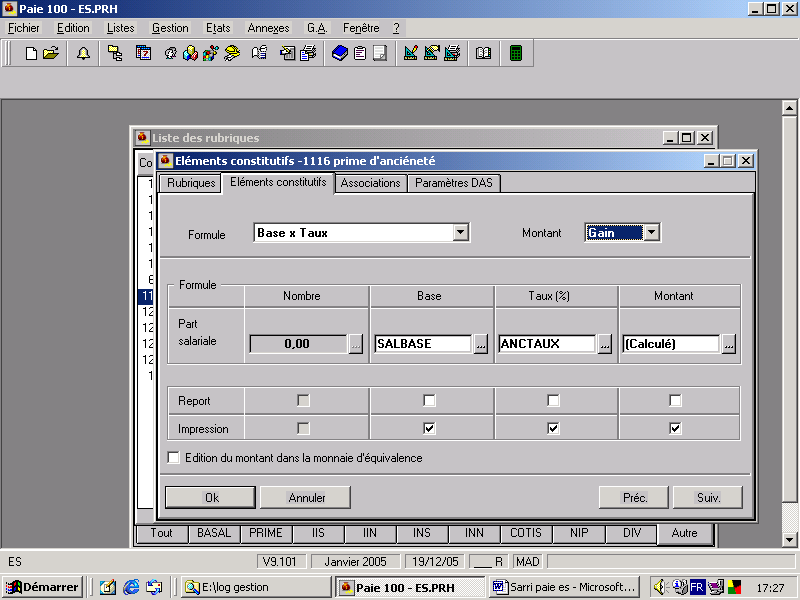 Paie 100 - ES.PRH
Fichier Edition Listes Gestion Etats Annexes G.A. Fenêtre ?
Liste des rubriques
Co
Eléments constitutifs -1116 prime d'anciéneté
Rubriques Eléments constitutifs Associations Paramètres DAS
Formule Base x Taux Montant Gain
Formule
Nombre Base Taux (%) Montant
Part
salariale
0,00 ... SALBASE ... ANCTAUX ... (Calculé) ...
Report
Impression
Edition du montant dans la monnaie d'équivalence
Ok Annuler Préc. Suiv.
1
1
1
1
1
1
6
11
12
12
12
12
1
Tout BASAL PRIME IIS IIN INS INN COTIS NIP DIV Autre
ES V9.101 Janvier 2005 19/12/05 ___ R MAD
Démarrer E:\log gestion Paie 100 - ES.PRH Sarri paie es - Microsoft... FR 17:27